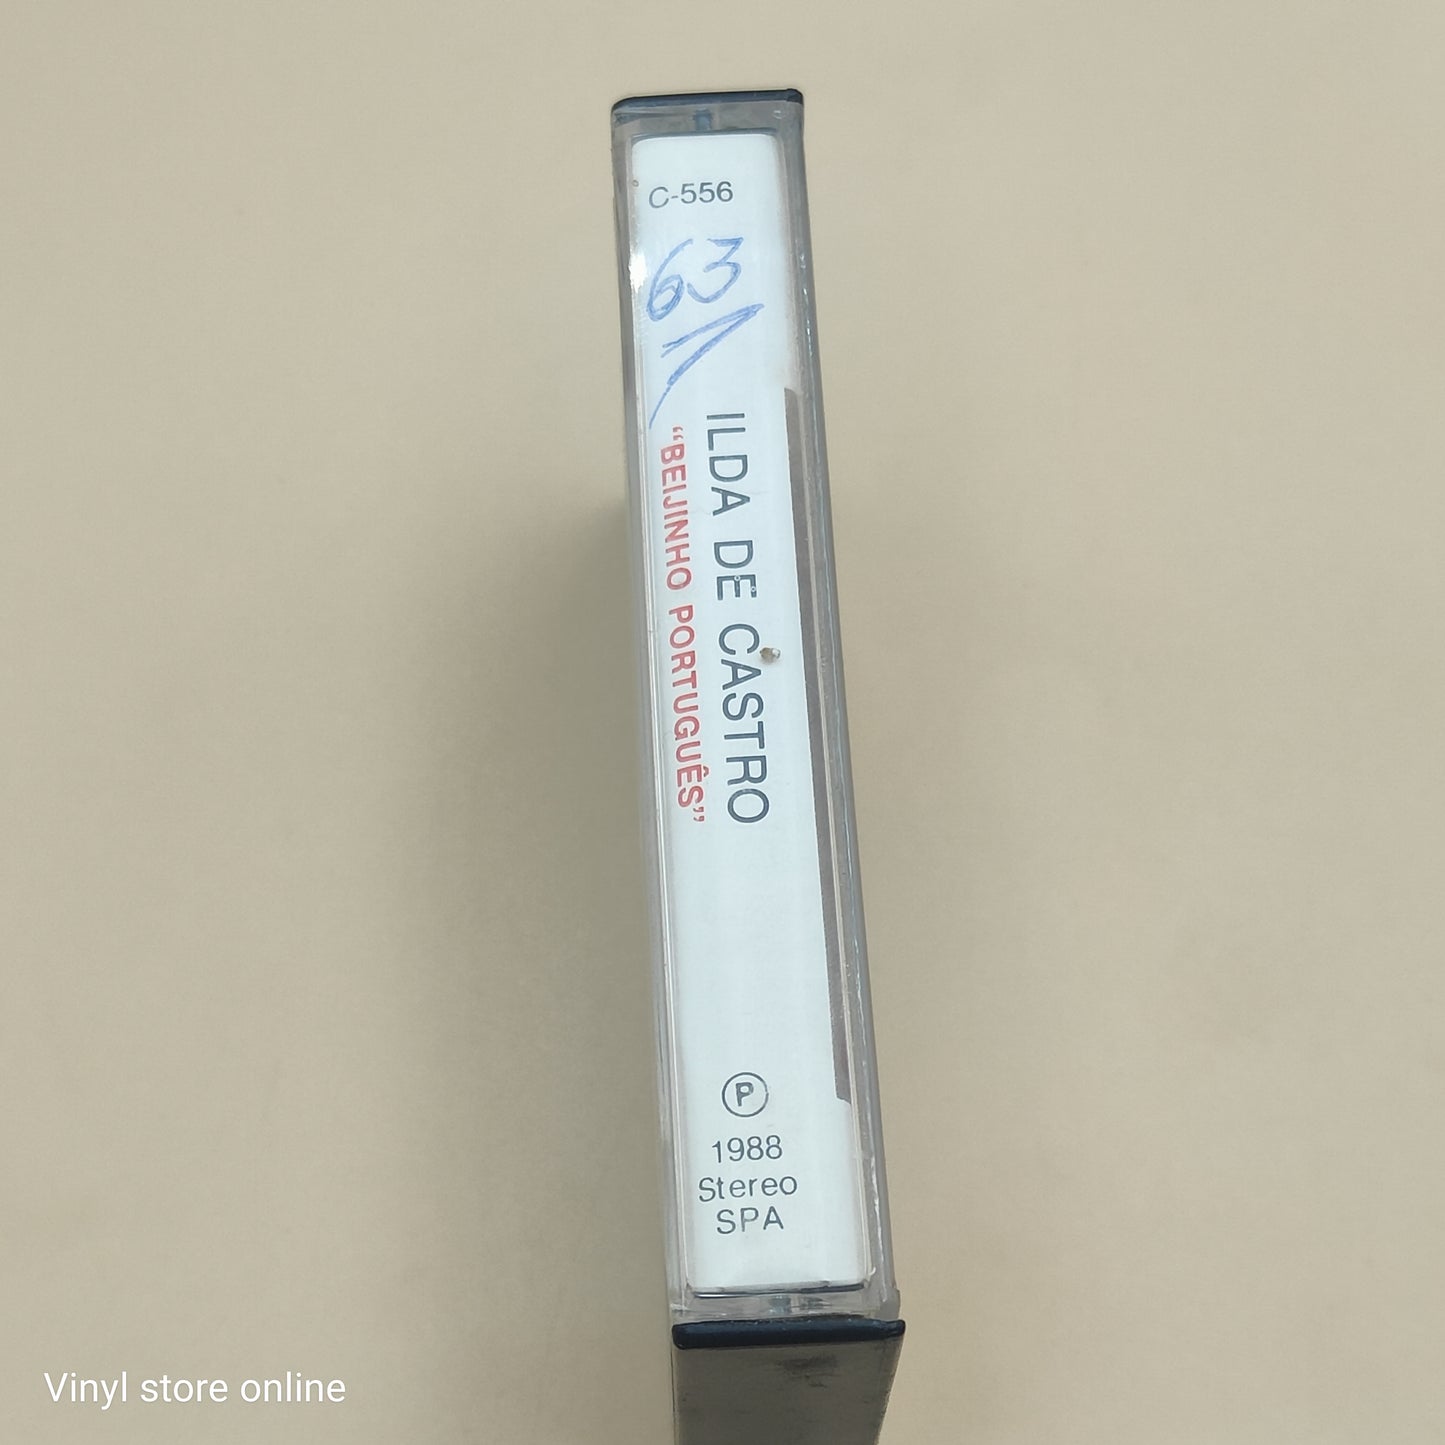 C-556
63
ILDA DE CASTRO
“BEIJINHO PORTUGUÊS”
Ⓟ
1988
Stereo
SPA
Vinyl store online